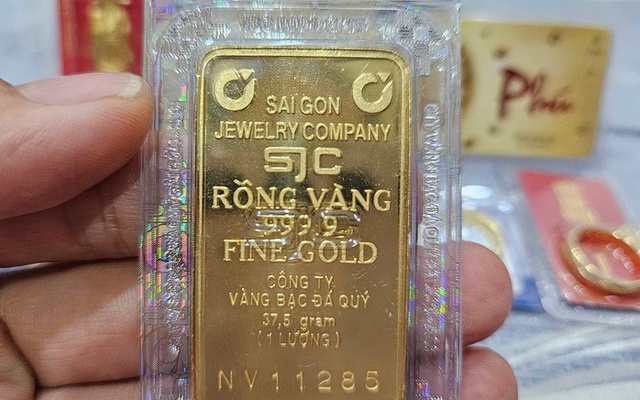 SAI GON
JEWELRY COMPANY
SJC
RỒNG VÀNG
999.9
FINE GOLD
CÔNG TY
VÀNG BẠC ĐÁ QUÝ
37,5 gram
(1 LƯỢNG)
NV11285
Phú